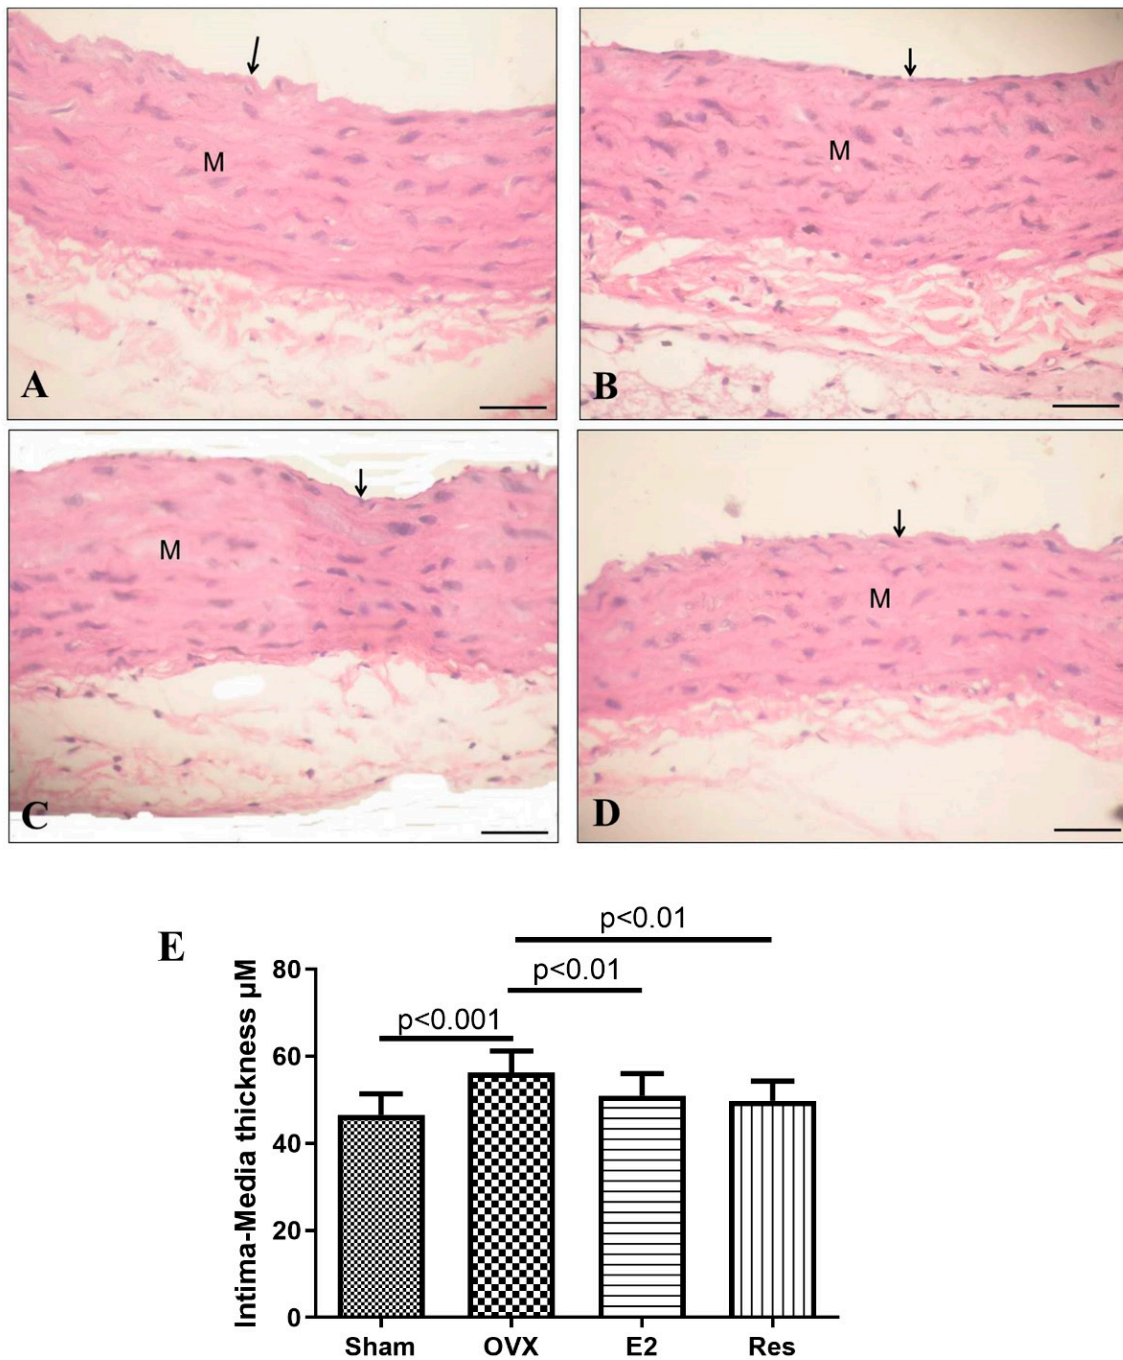 M
A
M
B
M
C
M
D
E
p<0.01
p<0.01
p<0.001
Intima-Media thickness µM
80
60
40
20
0
Sham OVX E2 Res